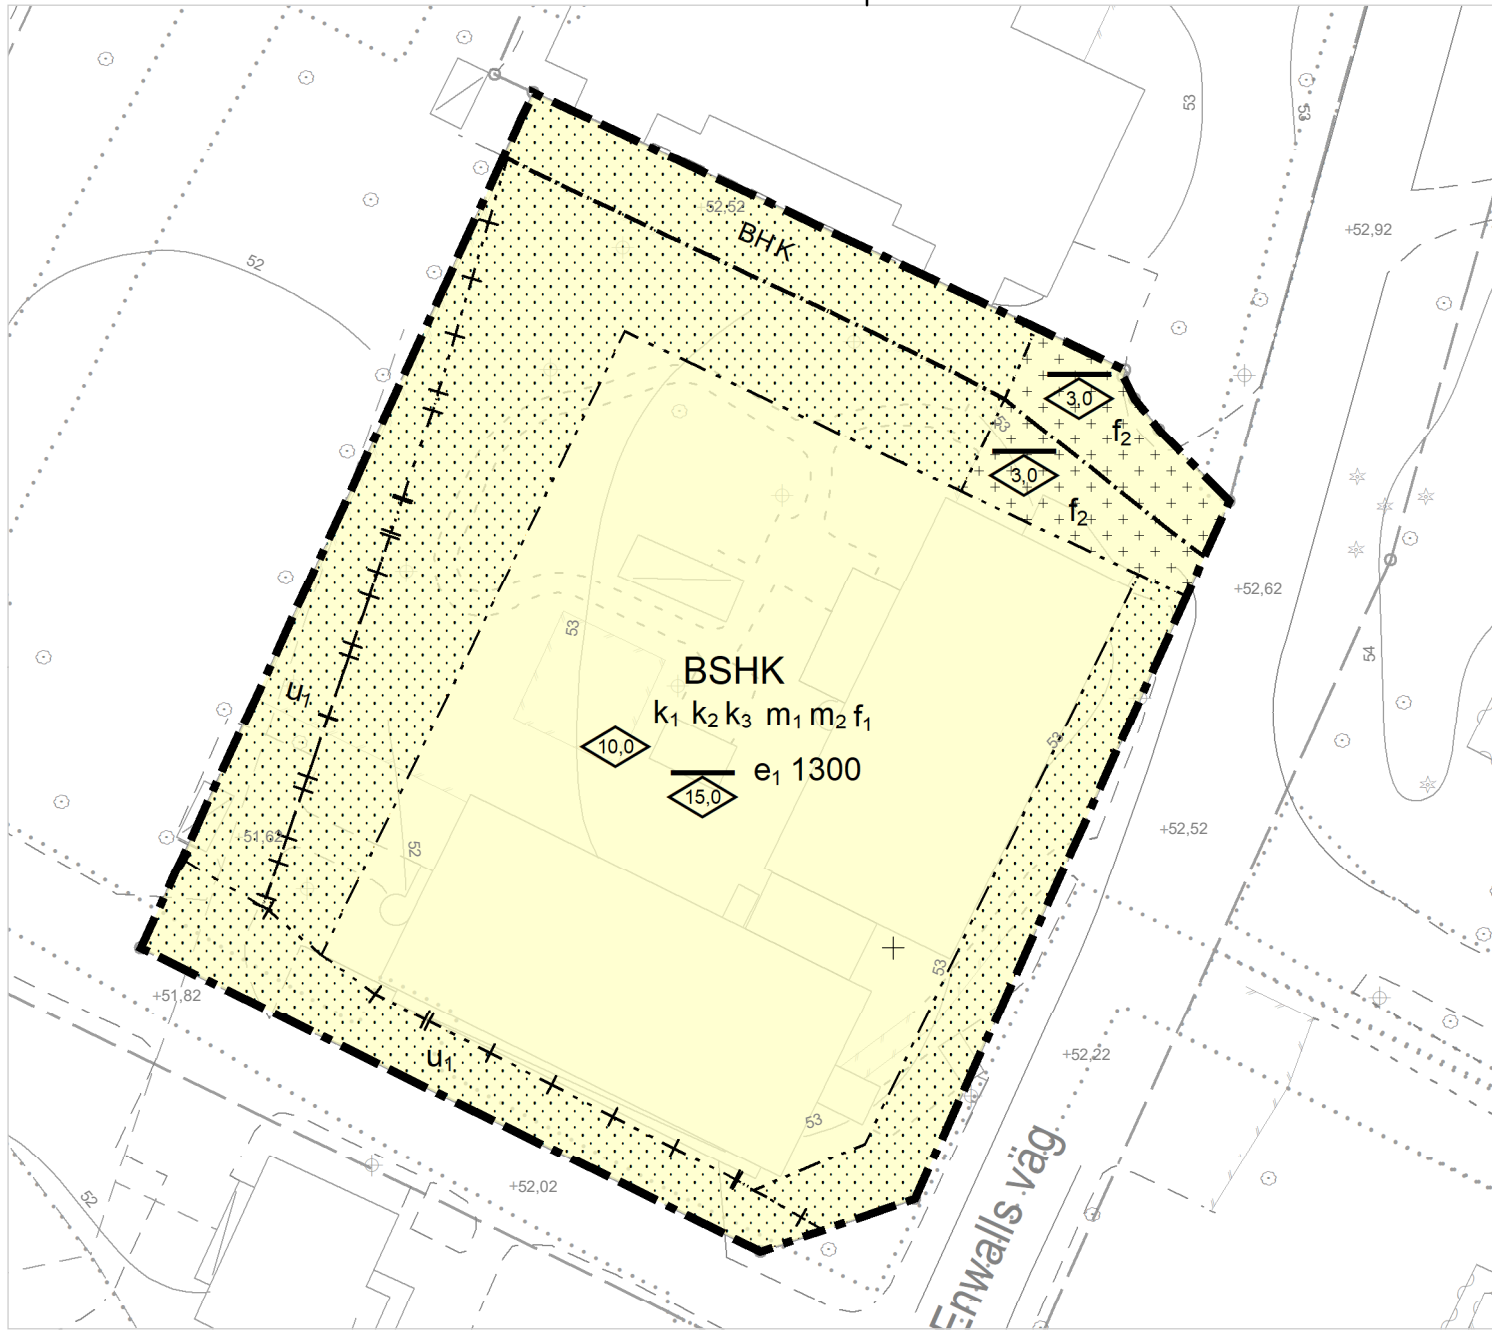 53
53
+52,52
BHK
+52,92
52
3,0
f₂
53
3,0
f₂
+52,62
53
54
BSHK
u₁
k₁ k₂ k₃ m₁ m₂ f₁
53
10,0
e₁ 1300
15,0
+52,52
+51,62
52
53
+51,82
+52,22
u₁
53
+52,02
52
Enwalls väg